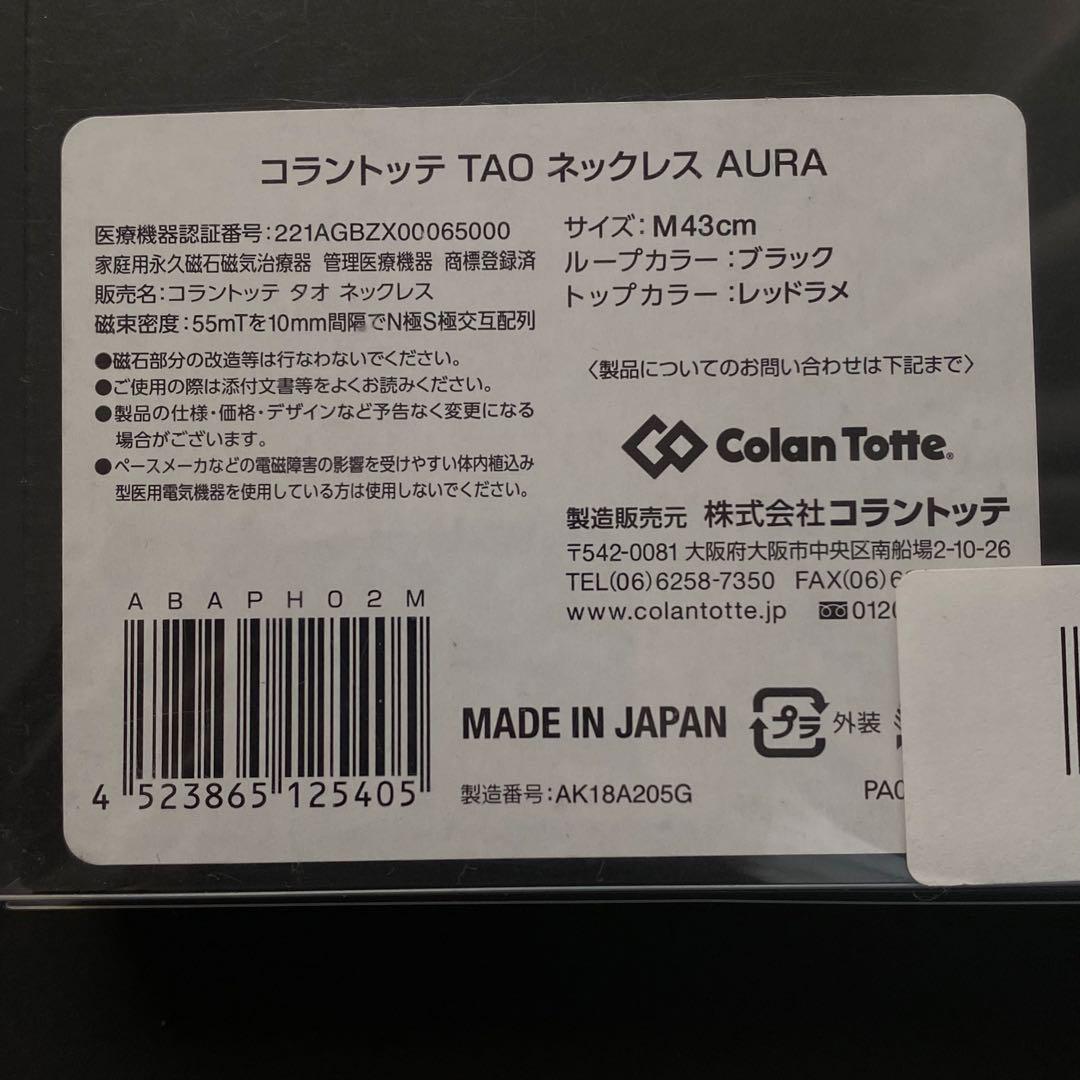 コラントッテ TAO ネックレス AURA
医療機器認証番号:221AGBZX00065000
家庭用永久磁石磁気治療器 管理医療機器 商標登録済
販売名:コラントッテ タオ ネックレス
磁束密度:55mTを10mm間隔でN極S極交互配列
●磁石部分の改造等は行なわないでください。
●ご使用の際は添付文書等をよくお読みください。
●製品の仕様・価格・デザインなど予告なく変更になる
場合がございます。
●ペースメーカなどの電磁障害の影響を受けやすい体内植込み
型医用電気機器を使用している方は使用しないでください。
サイズ:M43cm
ループカラー:ブラック
トップカラー:レッドラメ
〈製品についてのお問い合わせは下記まで〉
Colan Totte®
製造販売元 株式会社コラントッテ
〒542-0081 大阪府大阪市中央区南船場2-10-26
TEL(06)6258-7350 FAX(06)6
www.colantotte.jp 0120
ABAPH02M
4 523865 125405
MADE IN JAPAN プラ 外装
製造番号:AK18A205G
PA0